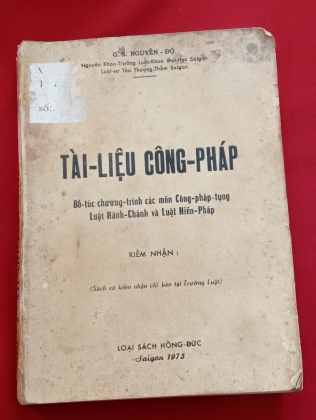 G. S. NGUYÊN - ĐỘ
Nguyên Khoa-Trưởng Luật-Khoa Đại-Học Saigon
Luật-sư Tòa Thượng-Thẩm Saigon
SỐ:
TÀI-LIỆU CÔNG-PHÁP
Bổ-túc chương-trình các môn Công-pháp-tụng
Luật Hành-Chánh và Luật Hiến-Pháp
KIỂM NHẬN :
(Sách có kiểm nhận chỉ bán tại Trường Luật)
LOẠI SÁCH HỒNG-ĐỨC
Saigon 1973